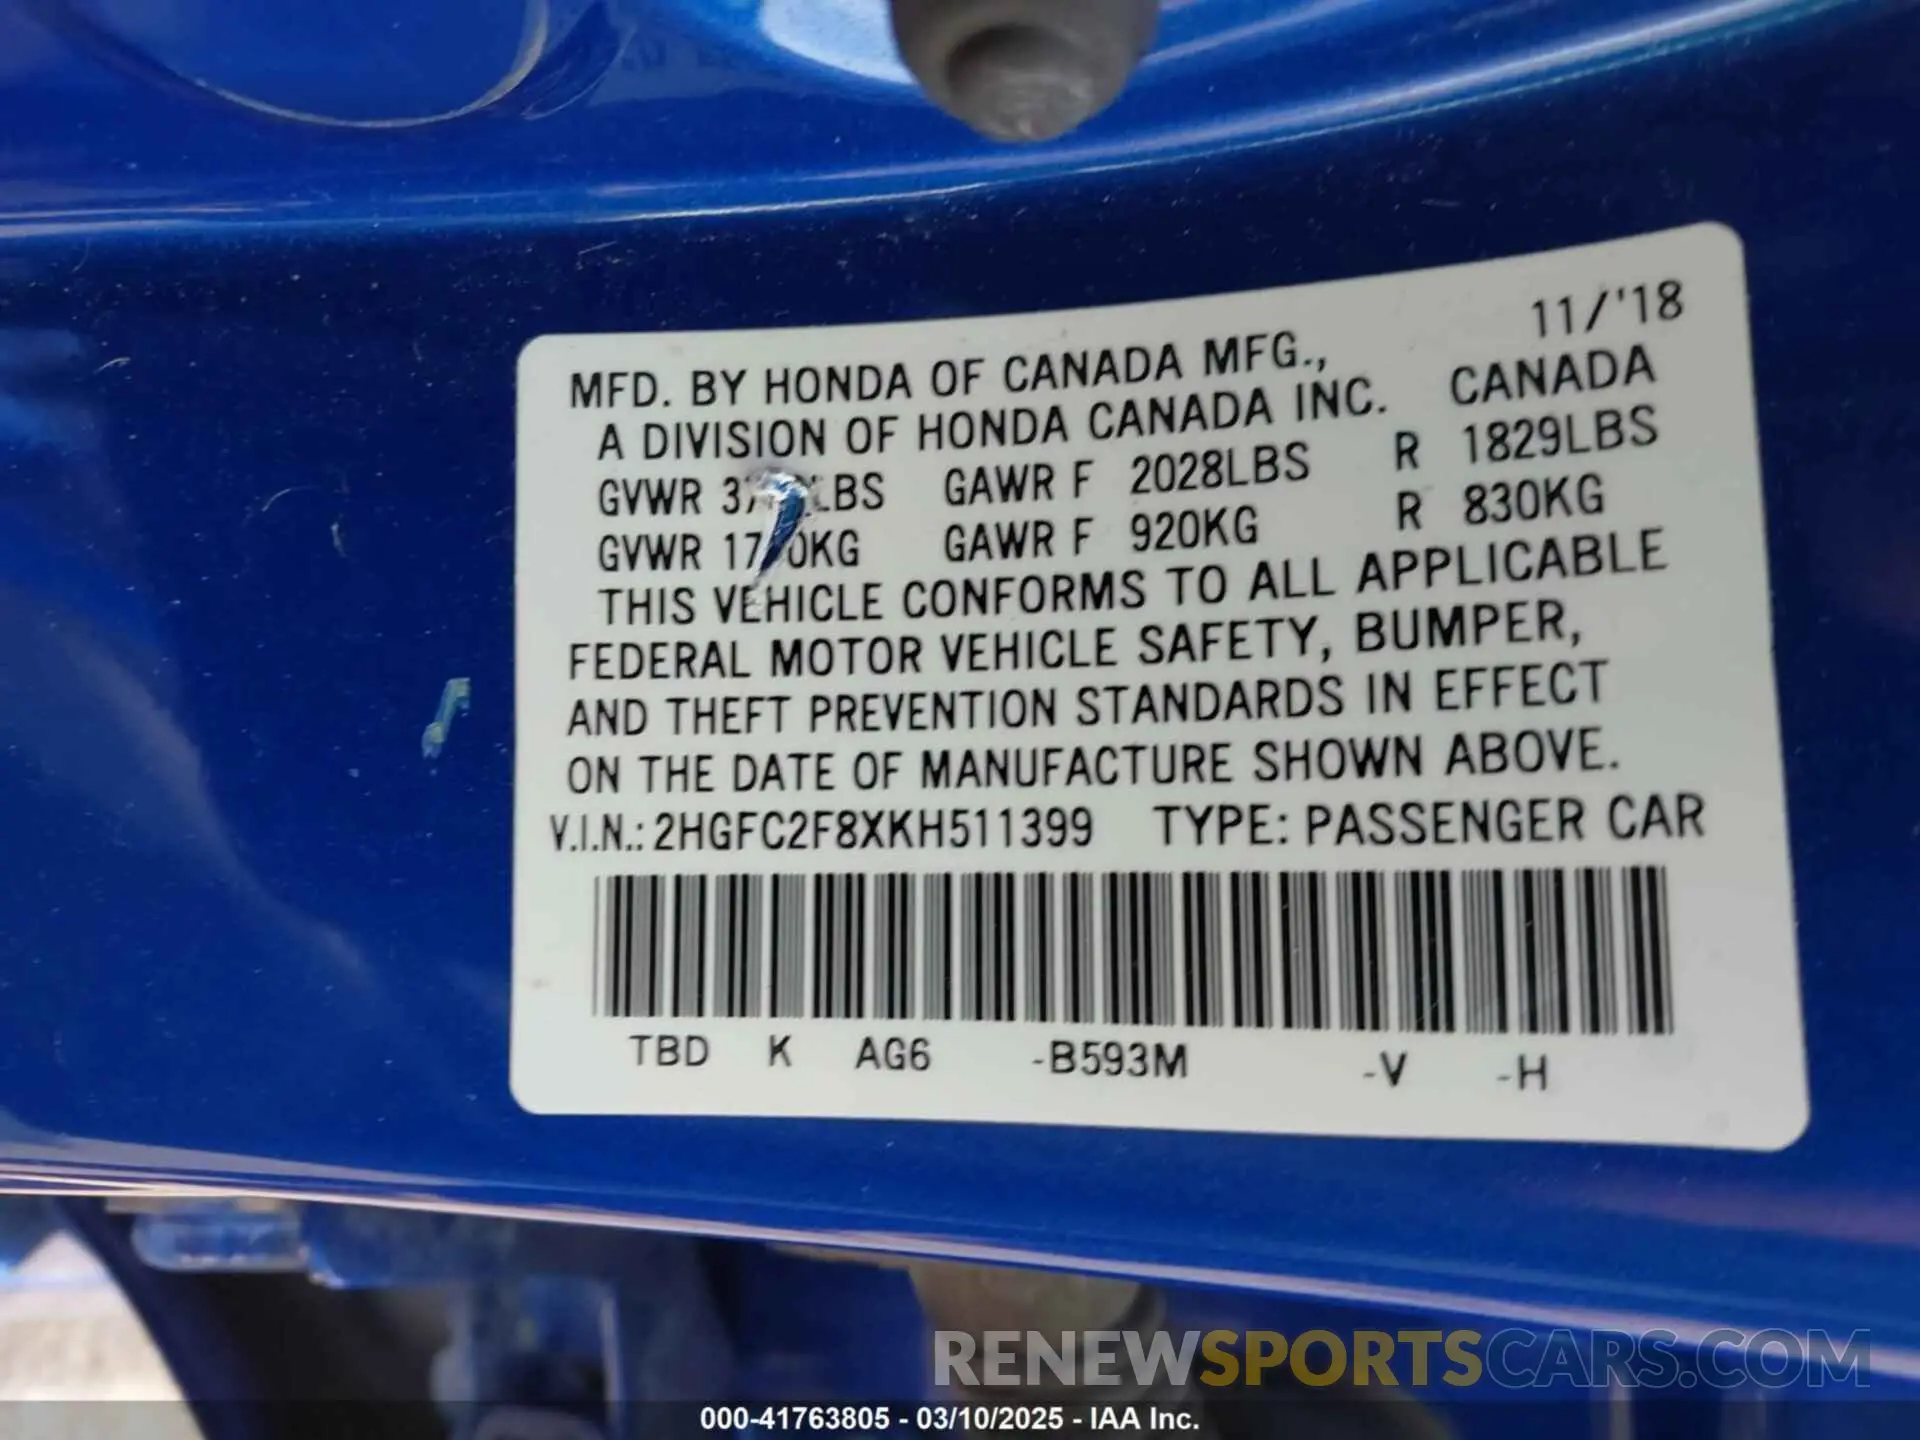 11/'18
MFD. BY HONDA OF CANADA MFG.,
A DIVISION OF HONDA CANADA INC. CANADA
GVWR GAWR F 2028LBS R 1829LBS
GVWR GAWR F 920KG R 830KG
THIS VEHICLE CONFORMS TO ALL APPLICABLE
FEDERAL MOTOR VEHICLE SAFETY, BUMPER,
AND THEFT PREVENTION STANDARDS IN EFFECT
ON THE DATE OF MANUFACTURE SHOWN ABOVE.
V.I.N.: 2HGFC2F8XKH511399 TYPE: PASSENGER CAR
TBD K AG6 -B593M -V -H
RENEWSPORTSCARS.COM
000-41763805 - 03/10/2025 - IAA Inc.